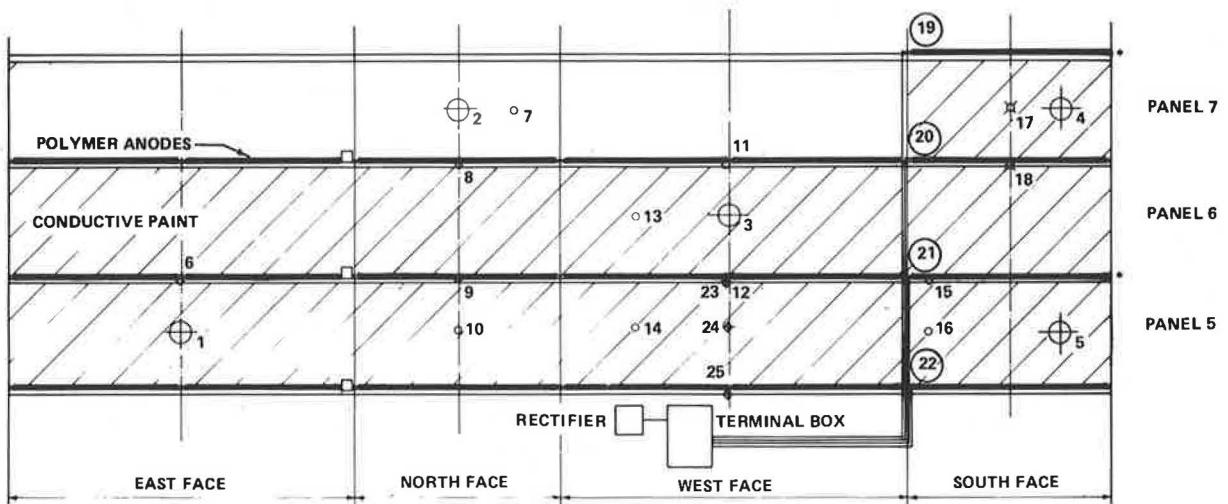 19
2
7
17
4
PANEL 7
POLYMER ANODES
11
20
8
18
CONDUCTIVE PAINT
13
3
PANEL 6
6
21
9
23
12
15
1
10
14
24
16
5
PANEL 5
25
22
RECTIFIER
TERMINAL BOX
EAST FACE
NORTH FACE
WEST FACE
SOUTH FACE